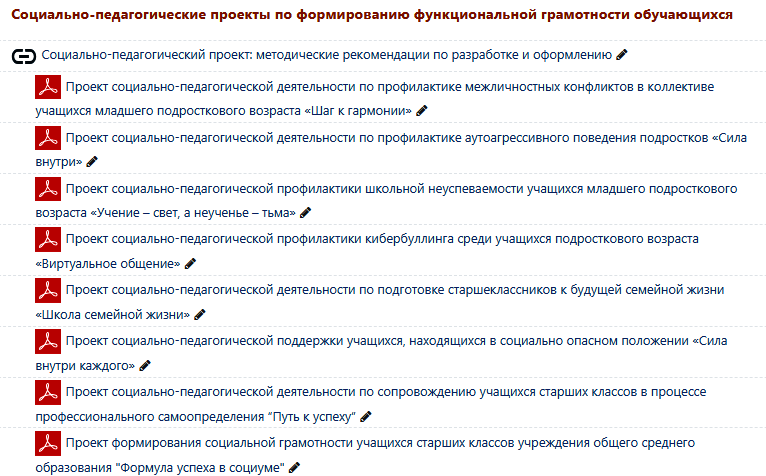 Социально-педагогические проекты по формированию функциональной грамотности обучающихся
Социально-педагогический проект: методические рекомендации по разработке и оформлению
Проект социально-педагогической деятельности по профилактике межличностных конфликтов в коллективе
учащихся младшего подросткового возраста «Шаг к гармонии»
Проект социально-педагогической деятельности по профилактике аутоагрессивного поведения подростков «Сила
внутри»
Проект социально-педагогической профилактики школьной неуспеваемости учащихся младшего подросткового
возраста «Учение – свет, а неученье – тьма»
Проект социально-педагогической профилактики кибербуллинга среди учащихся подросткового возраста
«Виртуальное общение»
Проект социально-педагогической деятельности по подготовке старшеклассников к будущей семейной жизни
«Школа семейной жизни»
Проект социально-педагогической поддержки учащихся, находящихся в социально опасном положении «Сила
внутри каждого»
Проект социально-педагогической деятельности по сопровождению учащихся старших классов в процессе
профессионального самоопределения “Путь к успеху”
Проект формирования социальной грамотности учащихся старших классов учреждения общего среднего
образования "Формула успеха в социуме"